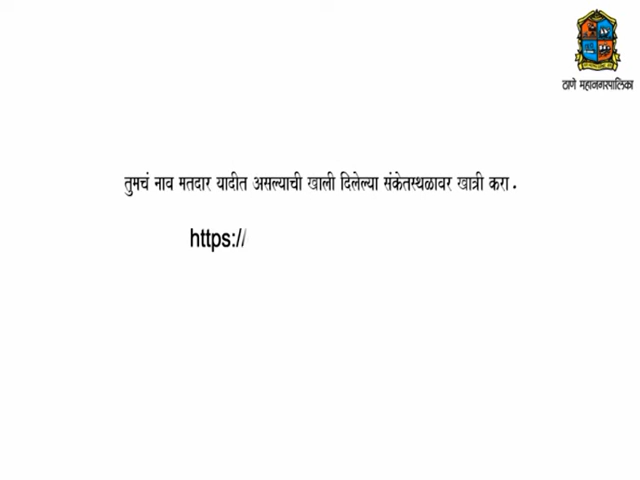 ठाणे महानगरपालिका
तुमचं नाव मतदार यादीत असल्याची खाली दिलेल्या संकेतस्थळावर खात्री करा.
https://